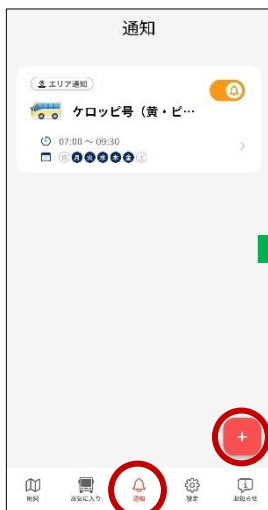 通知
エリア通知
ケロッピ号（黄・ピ…
07:00 ～ 09:30
日 月 火 水 木 金 土
+
地図 お気に入り 通知 設定 お知らせ